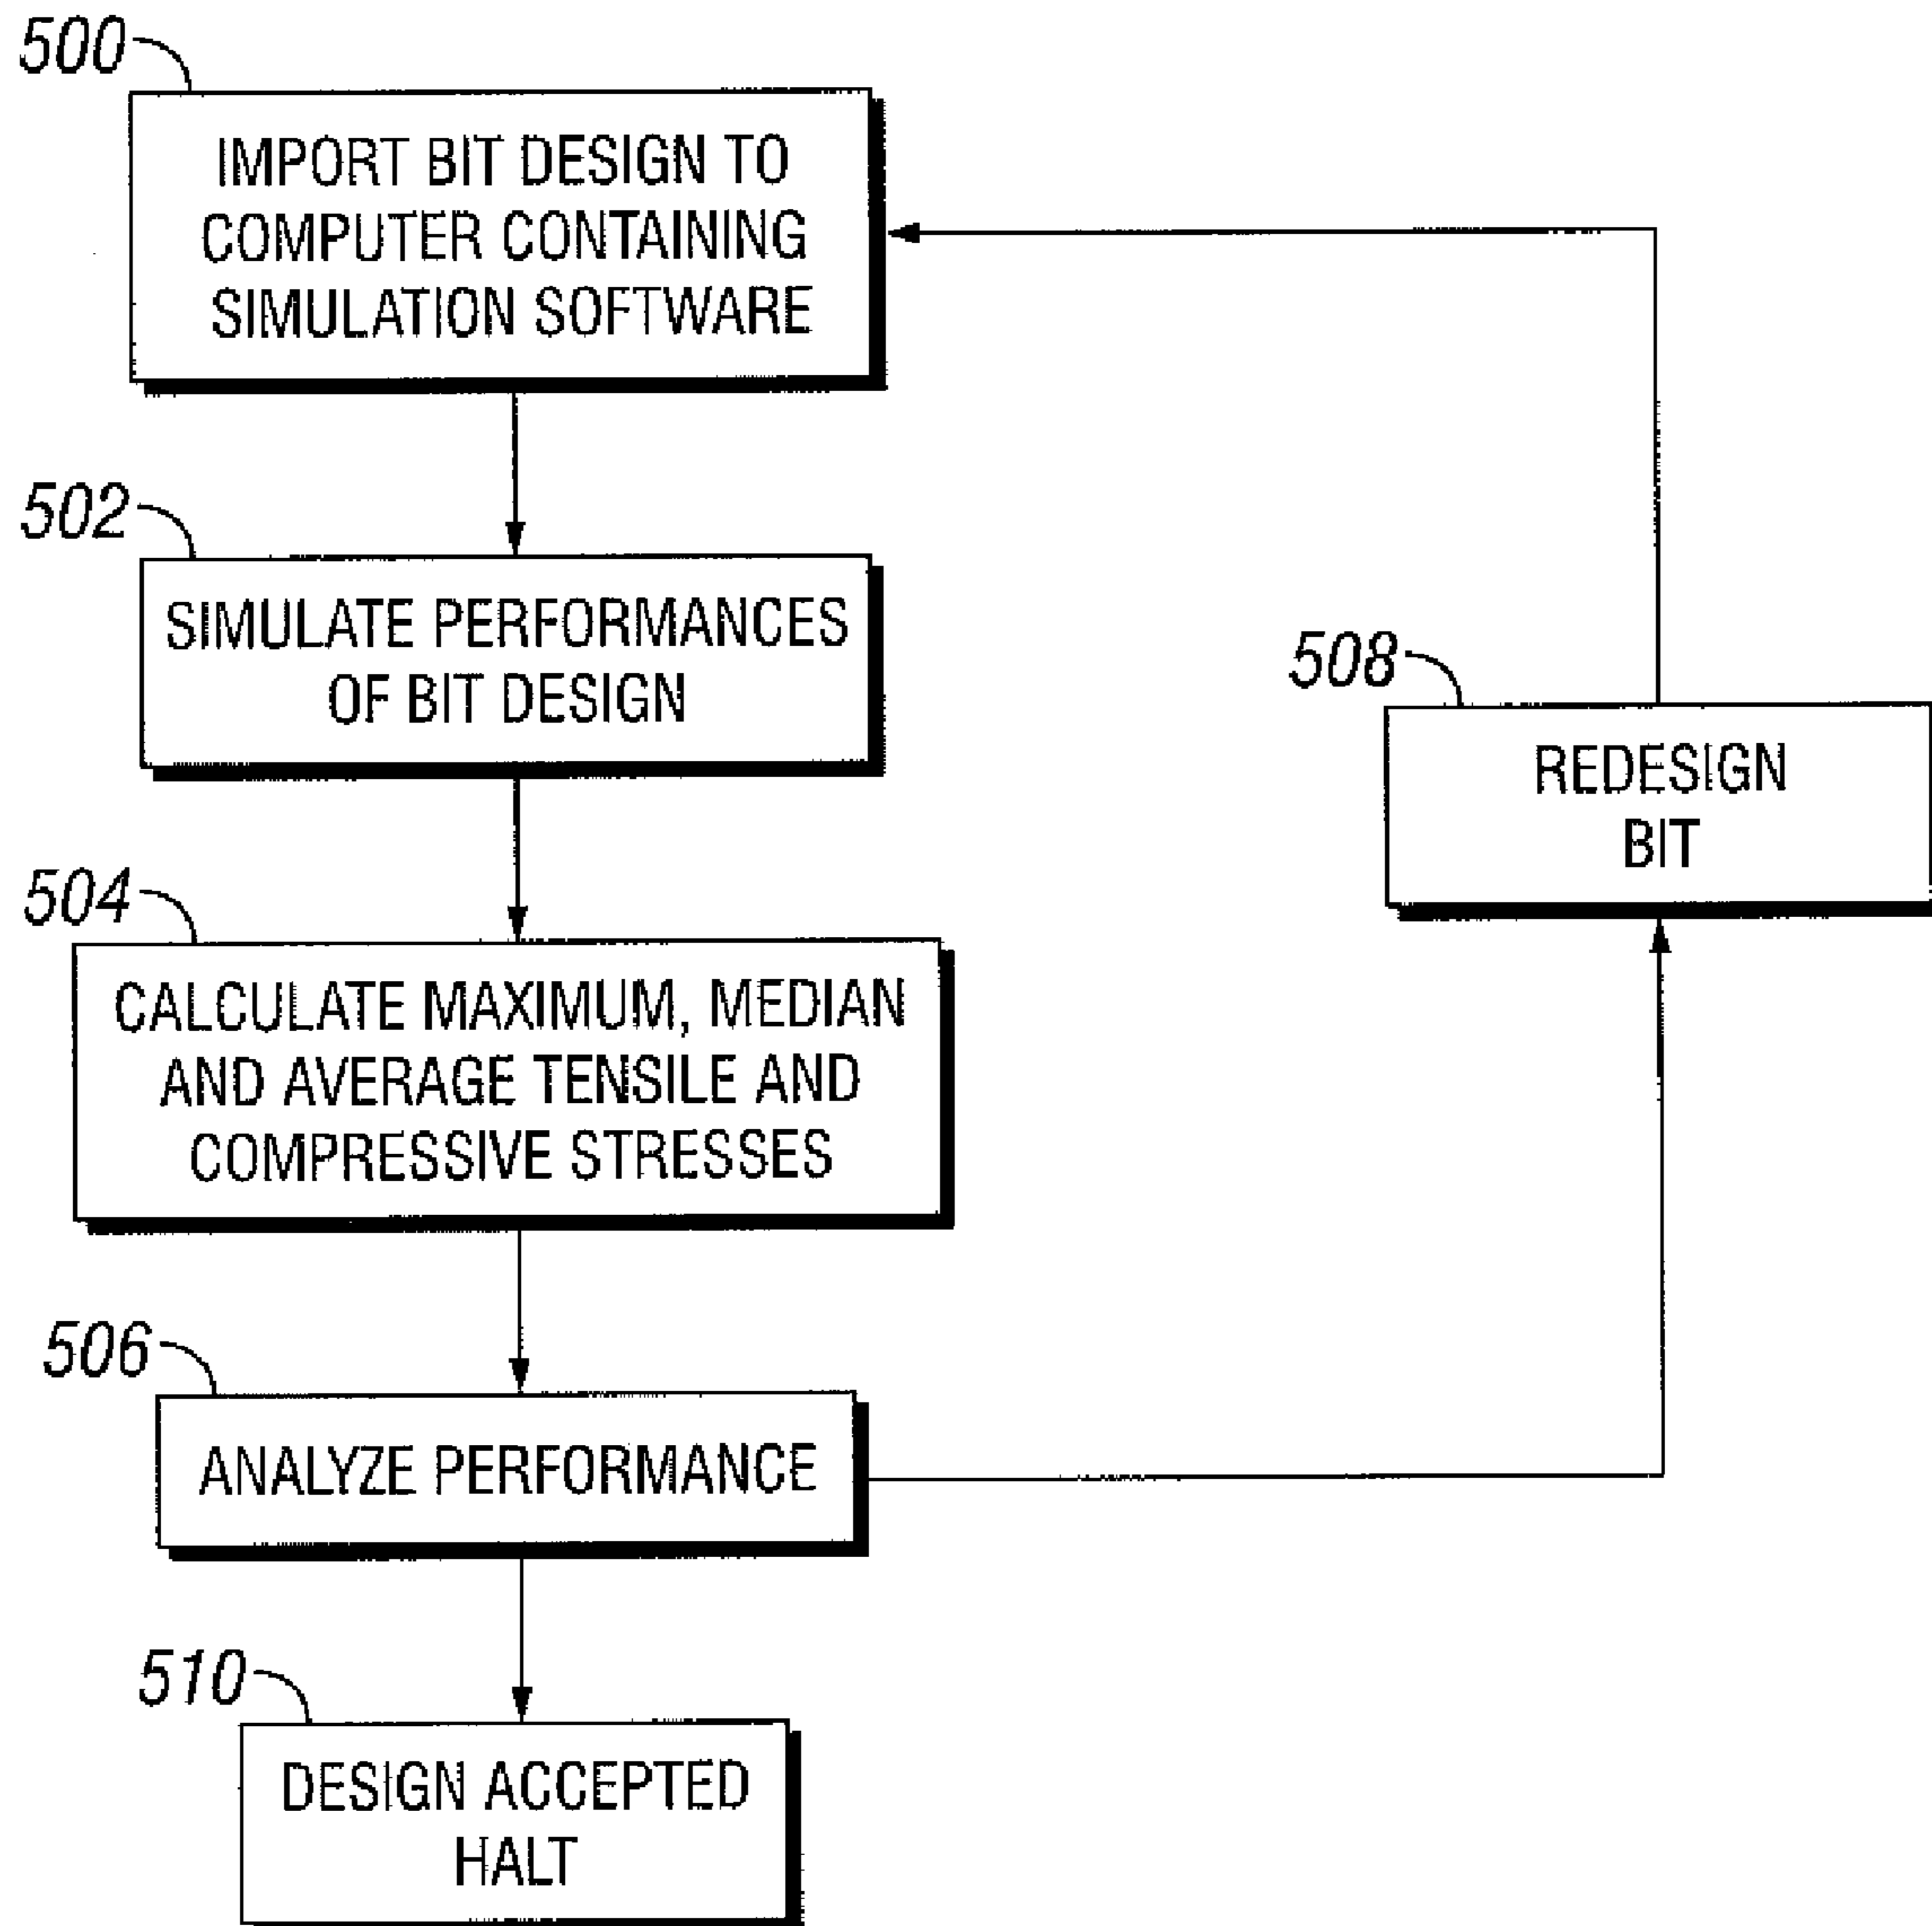 500
IMPORT BIT DESIGN TO
COMPUTER CONTAINING
SIMULATION SOFTWARE
502
SIMULATE PERFORMANCES
OF BIT DESIGN
508
REDESIGN
BIT
504
CALCULATE MAXIMUM, MEDIAN
AND AVERAGE TENSILE AND
COMPRESSIVE STRESSES
506
ANALYZE PERFORMANCE
510
DESIGN ACCEPTED
HALT